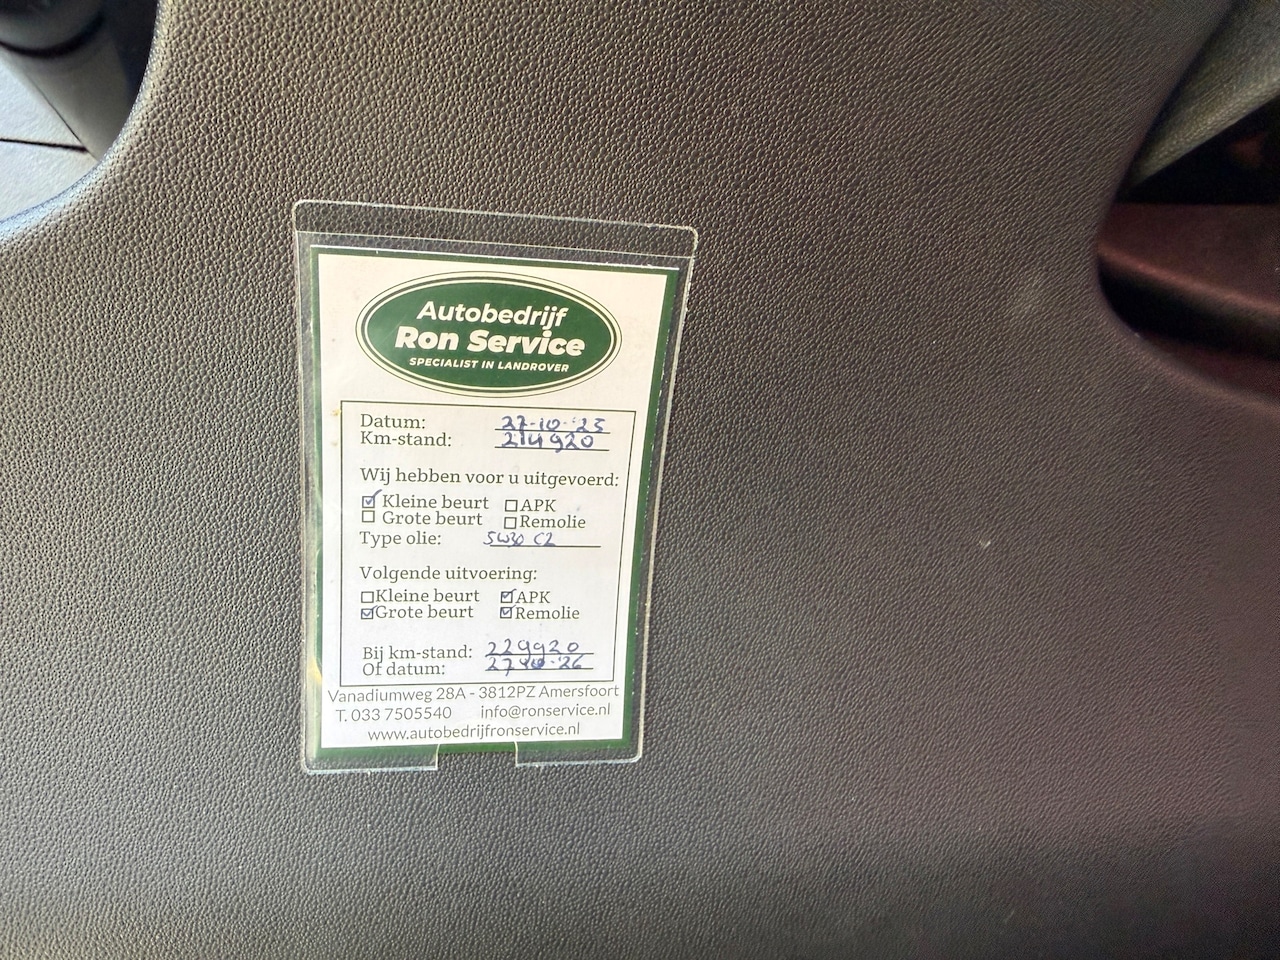 Autobedrijf
Ron Service
SPECIALIST IN LANDROVER
Datum: 27-10-25
Km-stand: 214920
Wij hebben voor u uitgevoerd:
Kleine beurt APK
Grote beurt Remolie
Type olie: 5W30 C2
Volgende uitvoering:
Kleine beurt APK
Grote beurt Remolie
Bij km-stand: 229920
Of datum: 27-10-26
Vanadiumweg 28A - 3812PZ Amersfoort
T. 033 7505540 info@ronservice.nl
www.autobedrijfronservice.nl